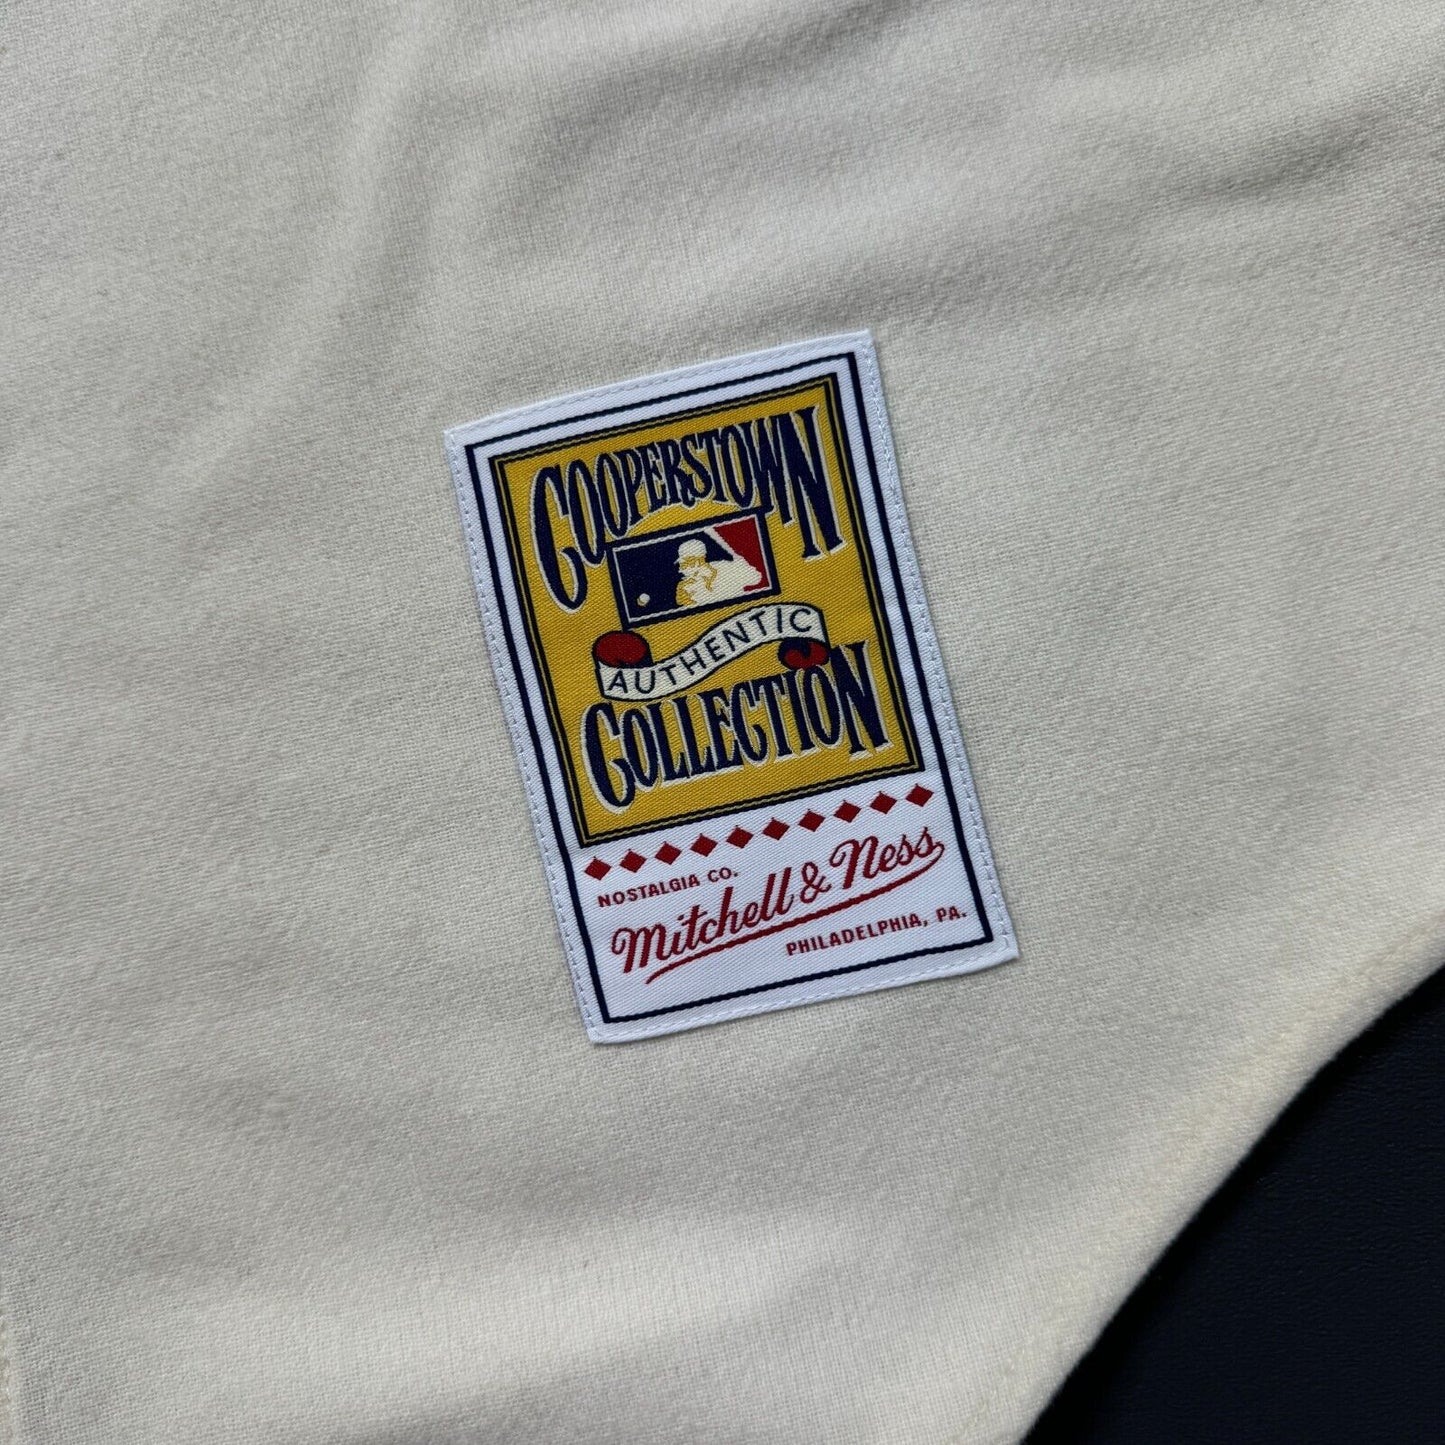 COOPERSTOWN
AUTHENTIC
COLLECTION
NOSTALGIA CO.
Mitchell & Ness
PHILADELPHIA, PA.